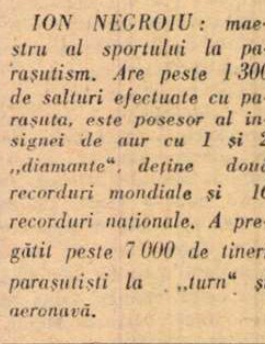 ION NEGROIU: mae-
stru al sportului la pa-
rașutism. Are peste 1 300
de salturi efectuate cu pa-
rașuta, este posesor al in-
signei de aur cu 1 și 2
„diamante“, deține două
recorduri mondiale și
recorduri naționale. A pre-
gătit peste 7 000 de tineri
parașutiști la „turn“ și
aeronavă.